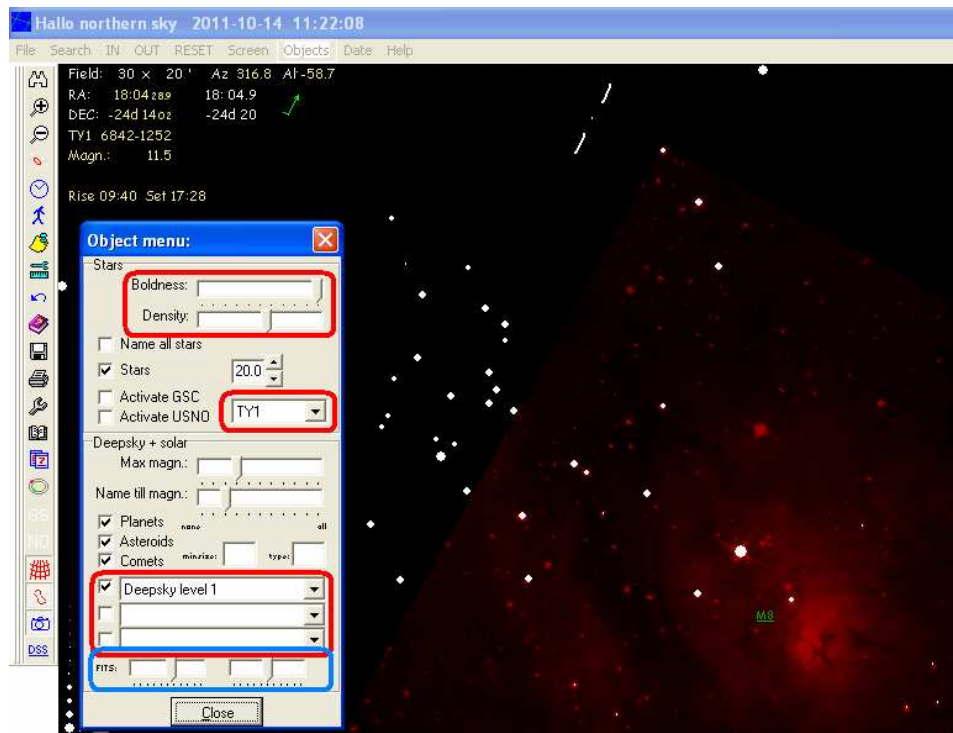 Hallo northern sky 2011-10-14 11:22:08
File Search IN OUT RESET Screen Objects Date Help
Field: 30 x 20 ' Az 316.8 Al-58.7
RA: 18:04 28.9 18: 04.9
DEC: -24d 14 02 -24d 20
TY1 6842-1252
Magn.: 11.5
Rise 09:40 Set 17:28
Object menu:
Stars
Boldness:
Density:
Name all stars
Stars 20.0
Activate GSC
Activate USNO TY1
Deepsky + solar
Max magn.:
Name till magn.:
Planets none all
Asteroids
Comets minsize: type:
Deepsky level 1
FITS:
Close
M8
GS
NO
DSS